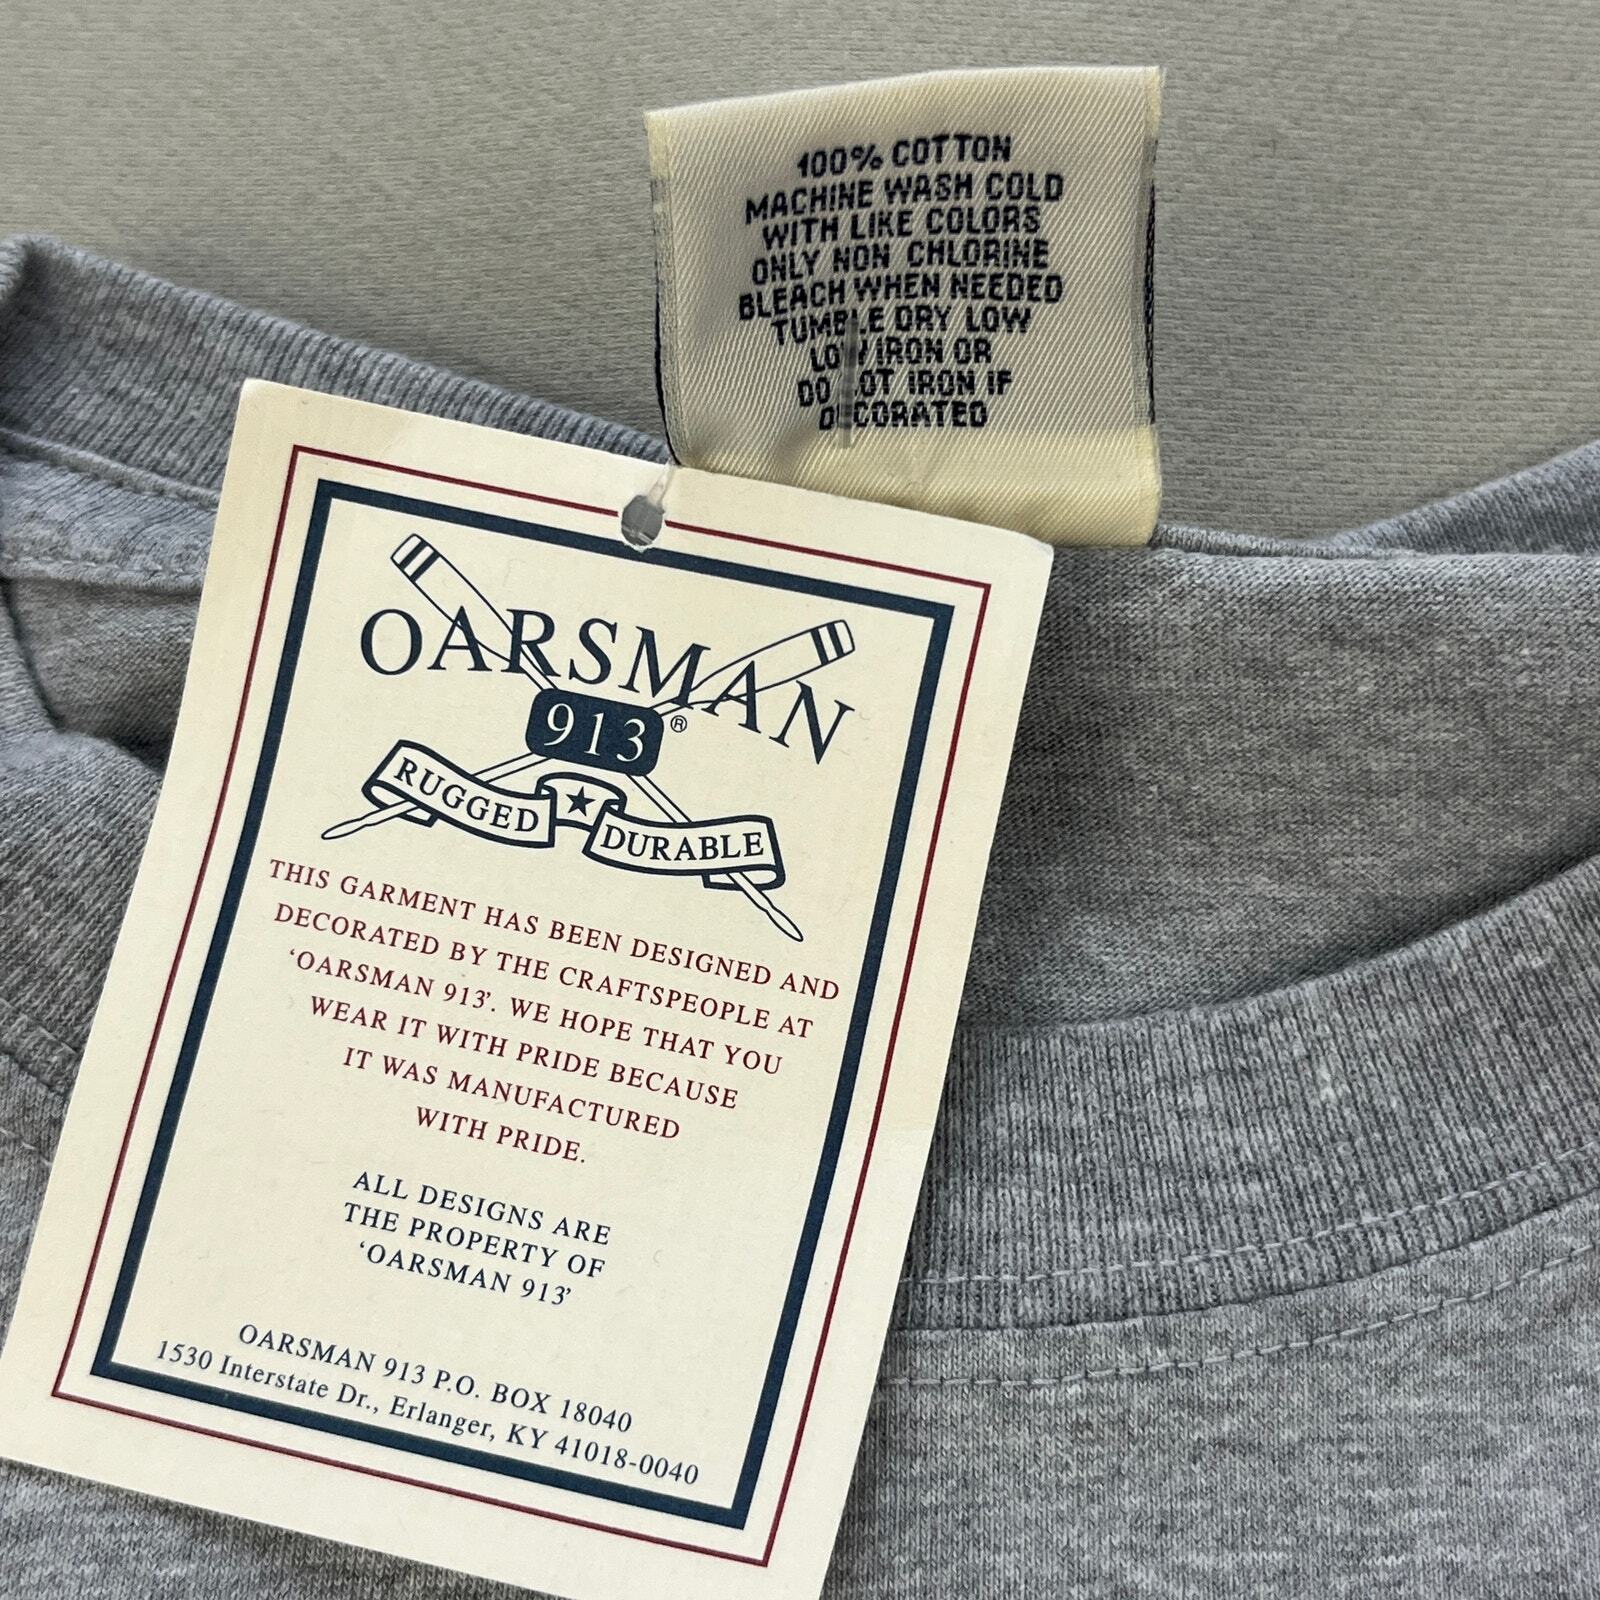 100% COTTON
MACHINE WASH COLD
WITH LIKE COLORS
ONLY NON CHLORINE
BLEACH WHEN NEEDED
TUMBLE DRY LOW
LOW IRON OR
DO NOT IRON IF
DECORATED
OARSMAN
913®
RUGGED ★ DURABLE
THIS GARMENT HAS BEEN DESIGNED AND
DECORATED BY THE CRAFTSPEOPLE AT
‘OARSMAN 913’. WE HOPE THAT YOU
WEAR IT WITH PRIDE BECAUSE
IT WAS MANUFACTURED
WITH PRIDE.
ALL DESIGNS ARE
THE PROPERTY OF
‘OARSMAN 913’
OARSMAN 913 P.O. BOX 18040
1530 Interstate Dr., Erlanger, KY 41018-0040